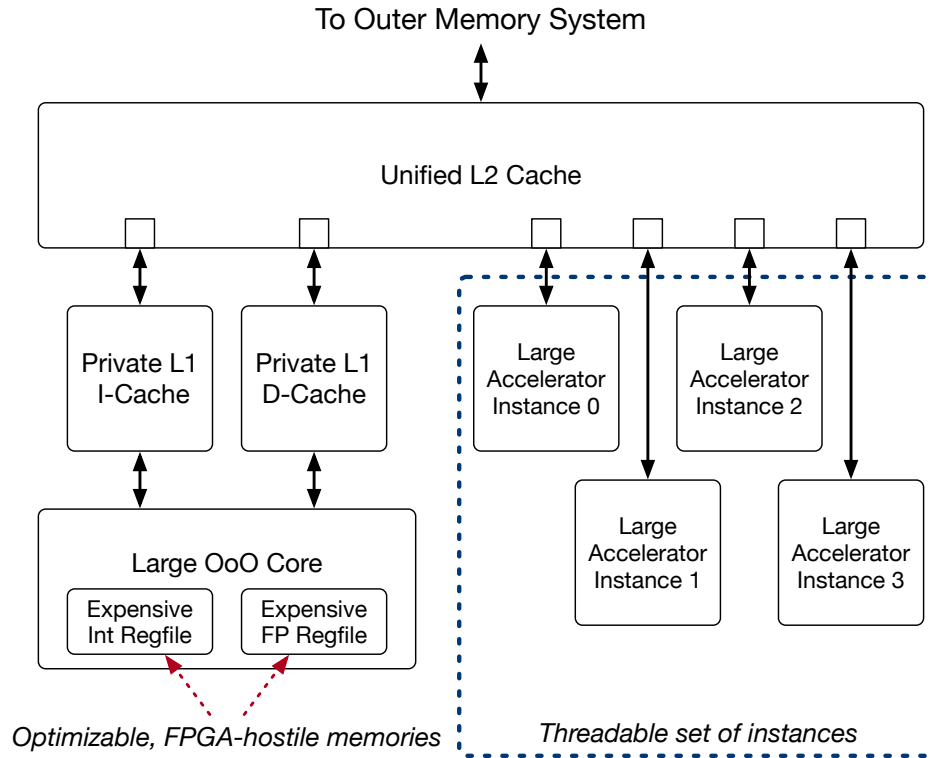 To Outer Memory System
Unified L2 Cache
Private L1
I-Cache
Private L1
D-Cache
Large
Accelerator
Instance 0
Large
Accelerator
Instance 2
Large
Accelerator
Instance 1
Large
Accelerator
Instance 3
Large OoO Core
Expensive
Int Regfile
Expensive
FP Regfile
Optimizable, FPGA-hostile memories
Threadable set of instances